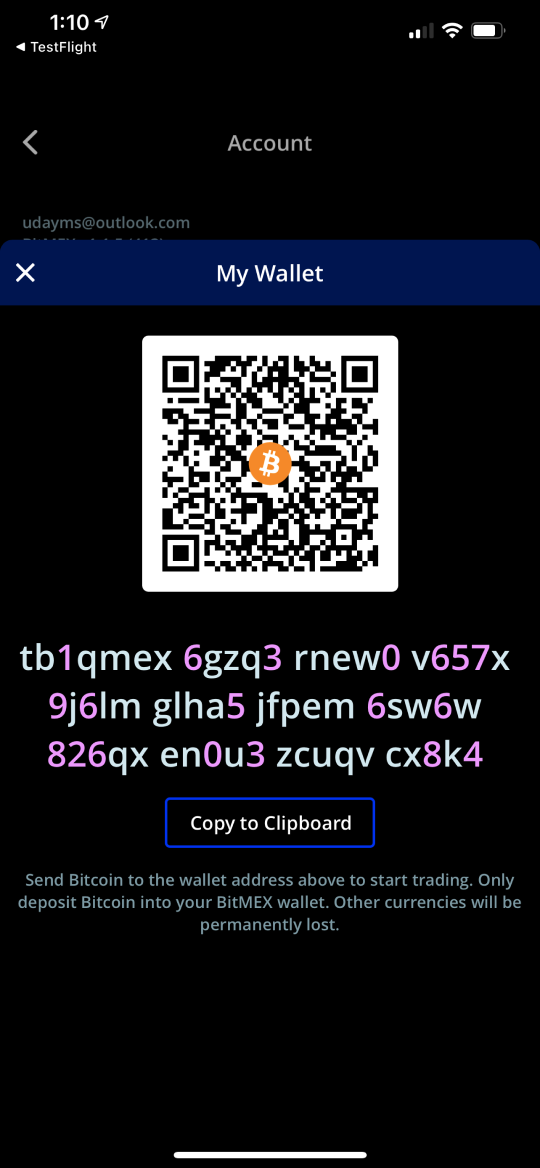 1:10
◀ TestFlight
Account
udayms@outlook.com
My Wallet
tb1qmex 6gzq3 rnew0 v657x
9j6lm glha5 jfpem 6sw6w
826qx en0u3 zcuqv cx8k4
Copy to Clipboard
Send Bitcoin to the wallet address above to start trading. Only
deposit Bitcoin into your BitMEX wallet. Other currencies will be
permanently lost.